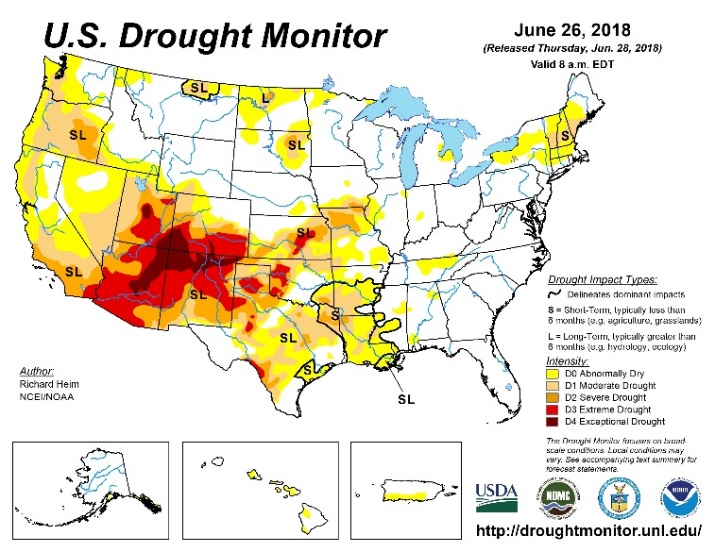 U.S. Drought Monitor
June 26, 2018
(Released Thursday, Jun. 28, 2018)
Valid 8 a.m. EDT
SL
L
SL
SL
S
SL
SL
SL
S
SL
S
SL
Drought Impact Types:
Delineates dominant impacts
S = Short-Term, typically less than
6 months (e.g. agriculture, grasslands)
L = Long-Term, typically greater than
6 months (e.g. hydrology, ecology)
Intensity:
D0 Abnormally Dry
D1 Moderate Drought
D2 Severe Drought
D3 Extreme Drought
D4 Exceptional Drought
Author:
Richard Heim
NCEI/NOAA
The Drought Monitor focuses on broad-
scale conditions. Local conditions may
vary. See accompanying text summary for
forecast statements.
USDA
NDMC
NOAA
http://droughtmonitor.unl.edu/